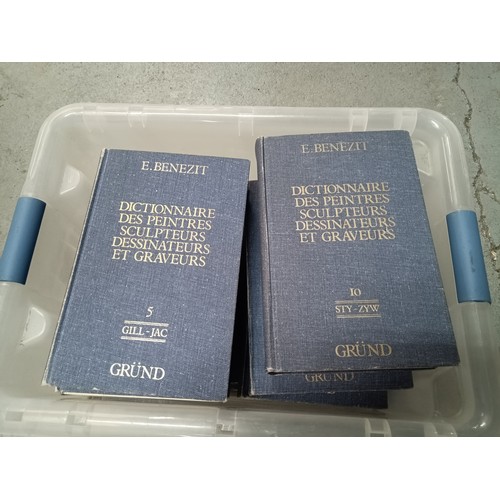 E. BENEZIT
DICTIONNAIRE
DES PEINTRES
SCULPTEURS
DESSINATEURS
ET GRAVEURS
5
GILL-JAC
GRÜND
E. BENEZIT
DICTIONNAIRE
DES PEINTRES
SCULPTEURS
DESSINATEURS
ET GRAVEURS
10
STY-ZYW
GRÜND
GRÜND